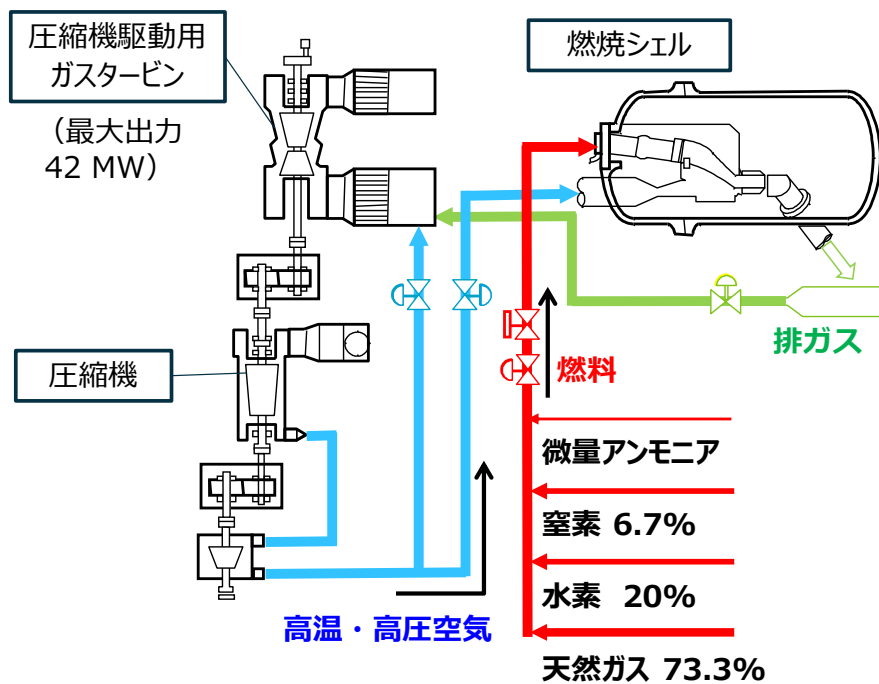 圧縮機駆動用
ガスタービン
(最大出力
42 MW)
燃焼シェル
圧縮機
排ガス
燃料
微量アンモニア
窒素 6.7%
水素 20%
天然ガス 73.3%
高温・高圧空気